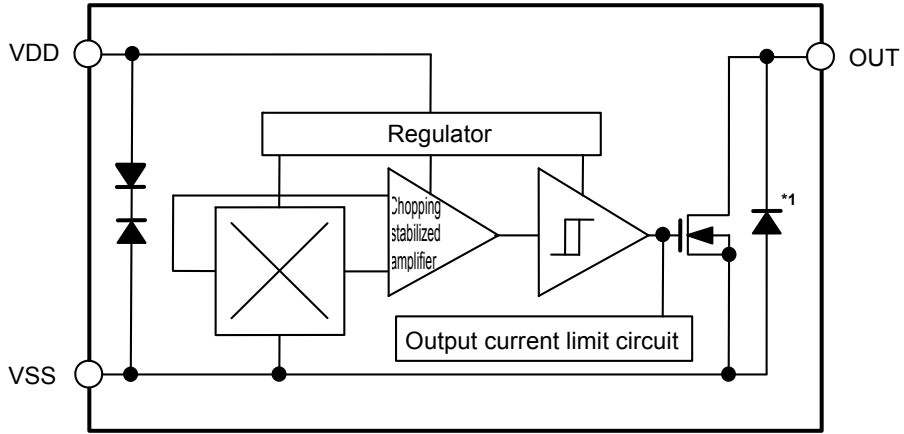 VDD
OUT
Regulator
Chopping
stabilized
amplifier
*1
Output current limit circuit
VSS